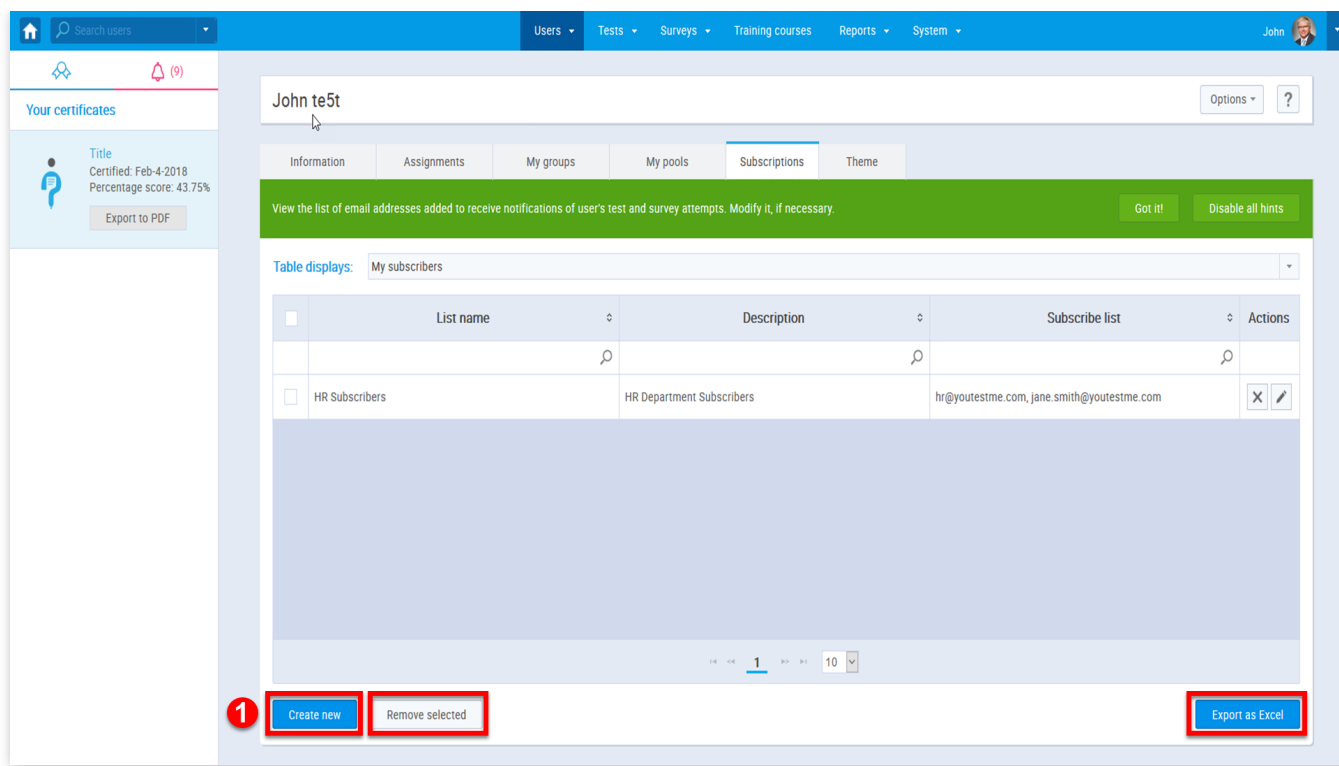 Search users
Users
Tests
Surveys
Training courses
Reports
System
John
(9)
Your certificates
Title
Certified: Feb-4-2018
Percentage score: 43.75%
Export to PDF
John te5t
Options
?
Information
Assignments
My groups
My pools
Subscriptions
Theme
View the list of email addresses added to receive notifications of user's test and survey attempts. Modify it, if necessary.
Got it!
Disable all hints
Table displays:
My subscribers
List name
Description
Subscribe list
Actions
HR Subscribers
HR Department Subscribers
hr@youtestme.com, jane.smith@youtestme.com
1
10
1
Create new
Remove selected
Export as Excel